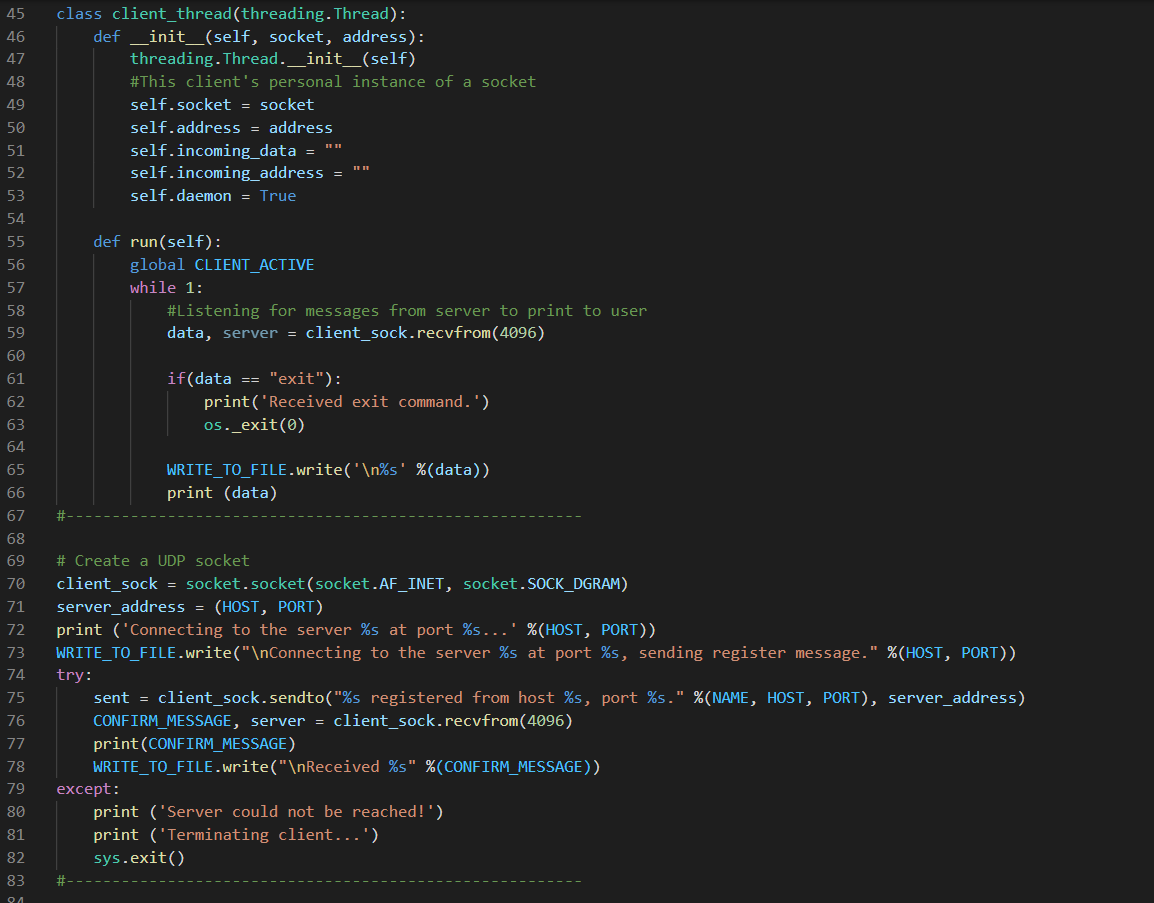 45 class client_thread(threading.Thread):
46     def __init__(self, socket, address):
47         threading.Thread.__init__(self)
48         #This client's personal instance of a socket
49         self.socket = socket
50         self.address = address
51         self.incoming_data = ""
52         self.incoming_address = ""
53         self.daemon = True
54
55     def run(self):
56         global CLIENT_ACTIVE
57         while 1:
58             #Listening for messages from server to print to user
59             data, server = client_sock.recvfrom(4096)
60
61             if(data == "exit"):
62                 print('Received exit command.')
63                 os._exit(0)
64
65             WRITE_TO_FILE.write('\n%s' %(data))
66             print (data)
67 #--------------------------------------------------------
68
69 # Create a UDP socket
70 client_sock = socket.socket(socket.AF_INET, socket.SOCK_DGRAM)
71 server_address = (HOST, PORT)
72 print ('Connecting to the server %s at port %s...' %(HOST, PORT))
73 WRITE_TO_FILE.write("\nConnecting to the server %s at port %s, sending register message." %(HOST, PORT))
74 try:
75     sent = client_sock.sendto("%s registered from host %s, port %s." %(NAME, HOST, PORT), server_address)
76     CONFIRM_MESSAGE, server = client_sock.recvfrom(4096)
77     print(CONFIRM_MESSAGE)
78     WRITE_TO_FILE.write("\nReceived %s" %(CONFIRM_MESSAGE))
79 except:
80     print ('Server could not be reached!')
81     print ('Terminating client...')
82     sys.exit()
83 #--------------------------------------------------------
84